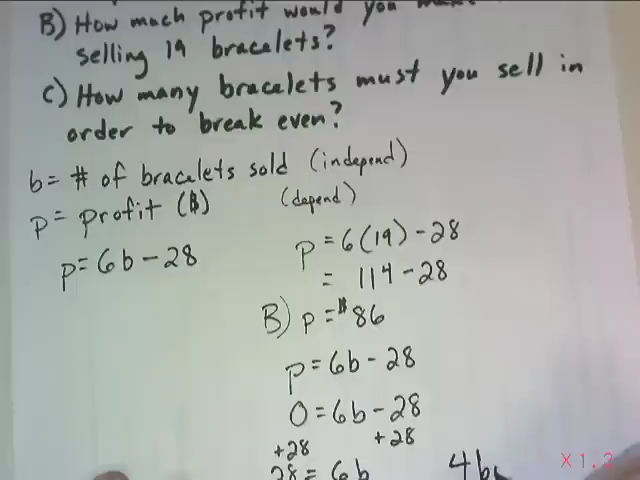 B) How much profit would you
selling 19 bracelets?
C) How many bracelets must you sell in
order to break even?
b = # of bracelets sold (independ)
p = profit ($) (depend)
p = 6b - 28
p = 6(19) - 28
= 114 - 28
B) p = $86
p = 6b - 28
0 = 6b - 28
+28 +28
28 = 6b
X1.2